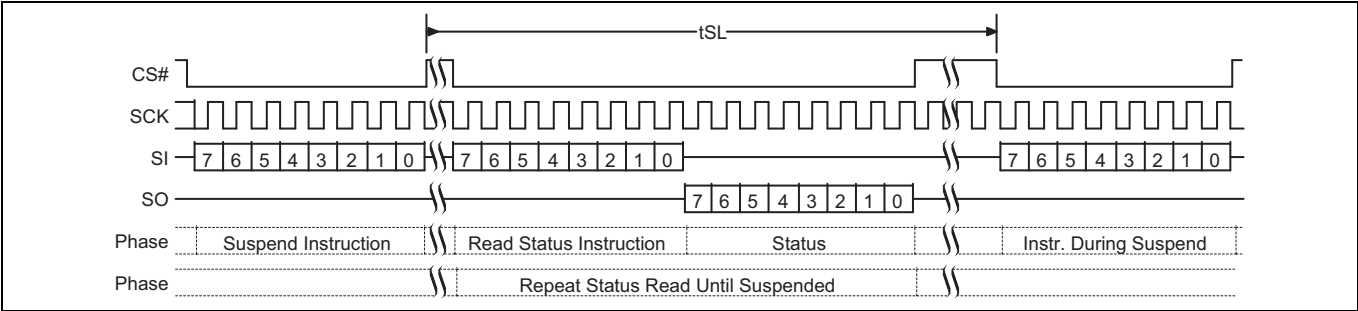 tSL
CS#
SCK
SI 7 6 5 4 3 2 1 0 7 6 5 4 3 2 1 0 7 6 5 4 3 2 1 0
SO 7 6 5 4 3 2 1 0
Phase Suspend Instruction Read Status Instruction Status Instr. During Suspend
Phase Repeat Status Read Until Suspended